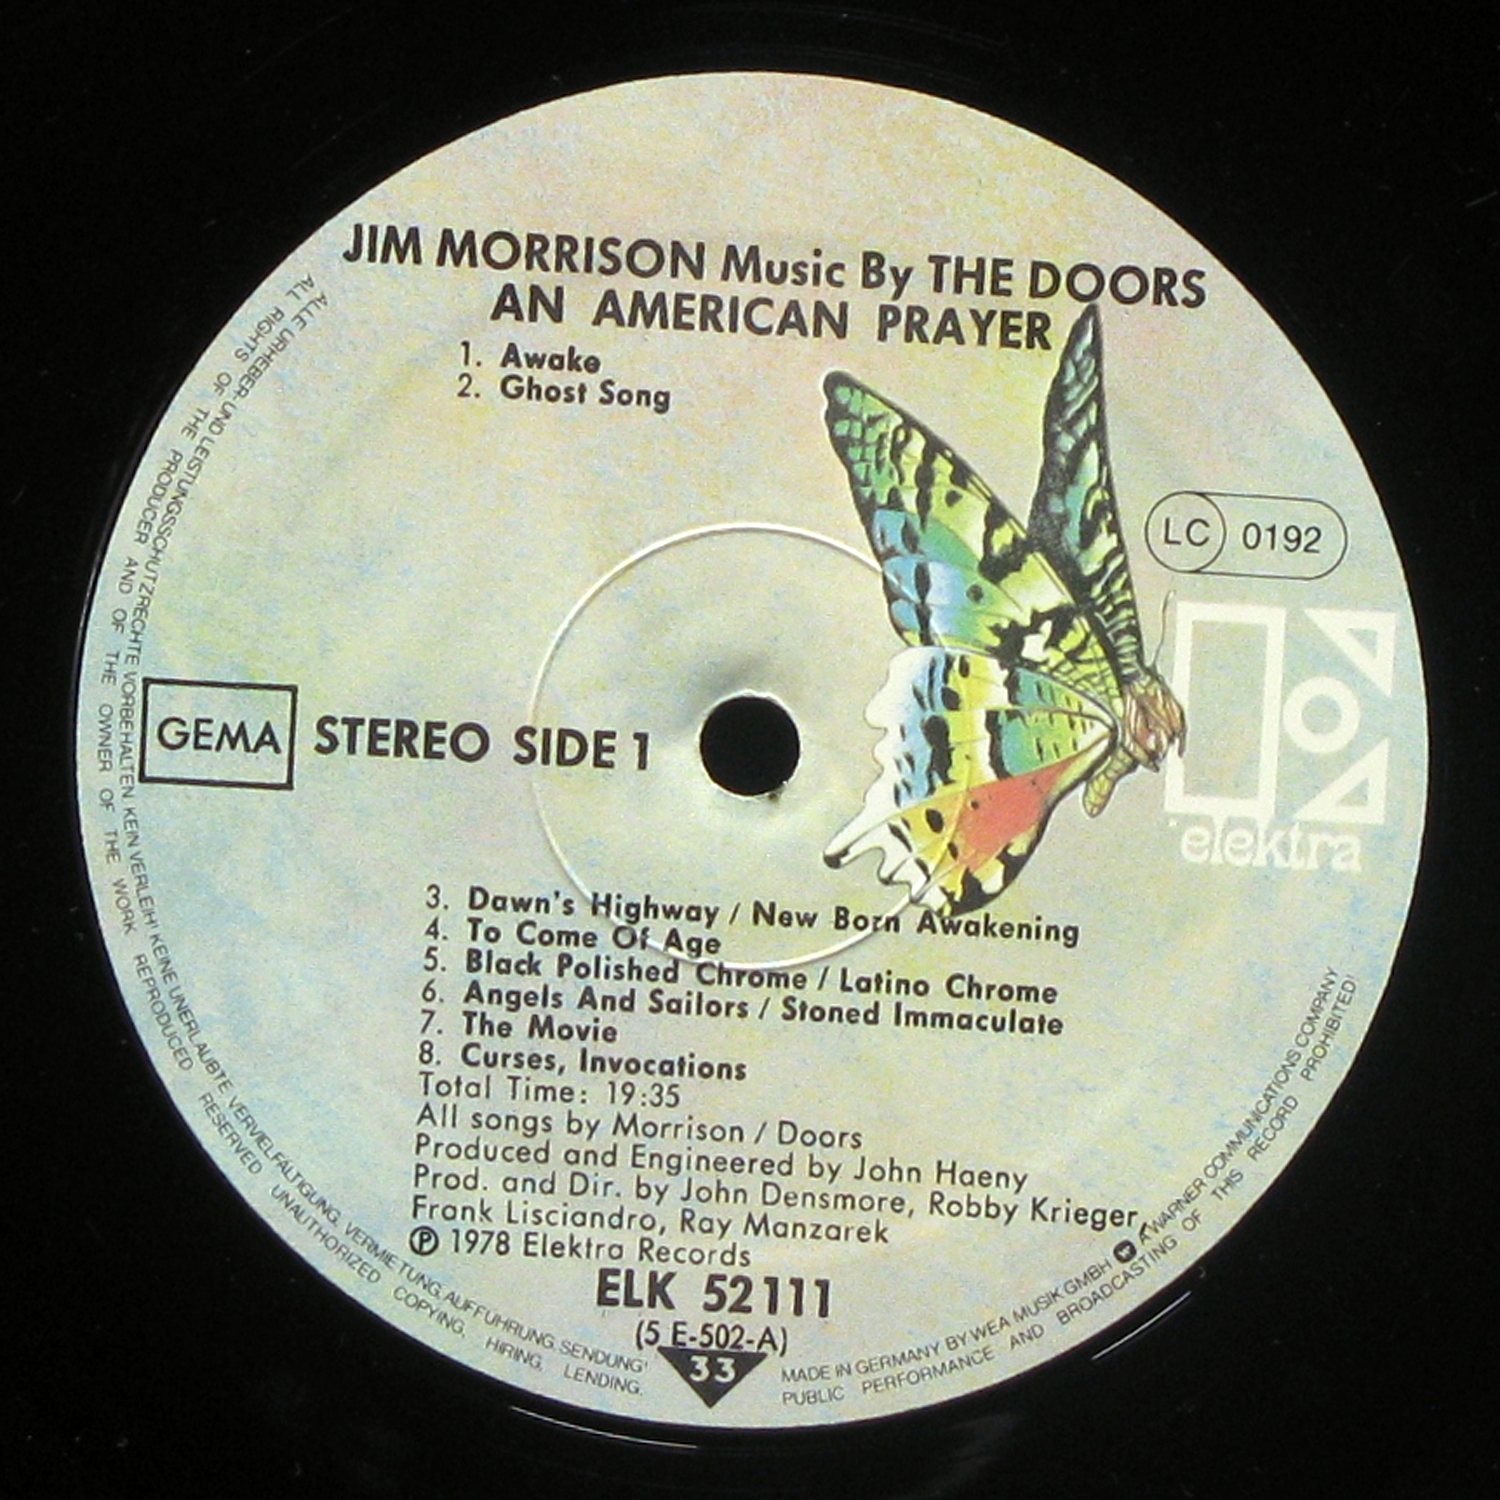 JIM MORRISON Music By THE DOORS
AN AMERICAN PRAYER
1. Awake
2. Ghost Song
LC 0192
elektra
GEMA
STEREO SIDE 1
3. Dawn's Highway / New Born Awakening
4. To Come Of Age
5. Black Polished Chrome / Latino Chrome
6. Angels And Sailors / Stoned Immaculate
7. The Movie
8. Curses, Invocations
Total Time: 19:35
All songs by Morrison / Doors
Produced and Engineered by John Haeny
Prod. and Dir. by John Densmore, Robby Krieger,
Frank Lisciandro, Ray Manzarek
℗ 1978 Elektra Records
ELK 52111
(5 E-502-A)
33
ALLE URHEBER- UND LEISTUNGSSCHUTZRECHTE VORBEHALTEN. KEIN VERLEIH! KEINE UNERLAUBTE VERVIELFÄLTIGUNG, VERMIETUNG, AUFFÜHRUNG, SENDUNG!
ALL RIGHTS OF THE PRODUCER AND OF THE OWNER OF THE WORK REPRODUCED RESERVED UNAUTHORIZED COPYING, HIRING, LENDING,
MADE IN GERMANY BY WEA MUSIK GMBH A WARNER COMMUNICATIONS COMPANY
PUBLIC PERFORMANCE AND BROADCASTING OF THIS RECORD PROHIBITED!